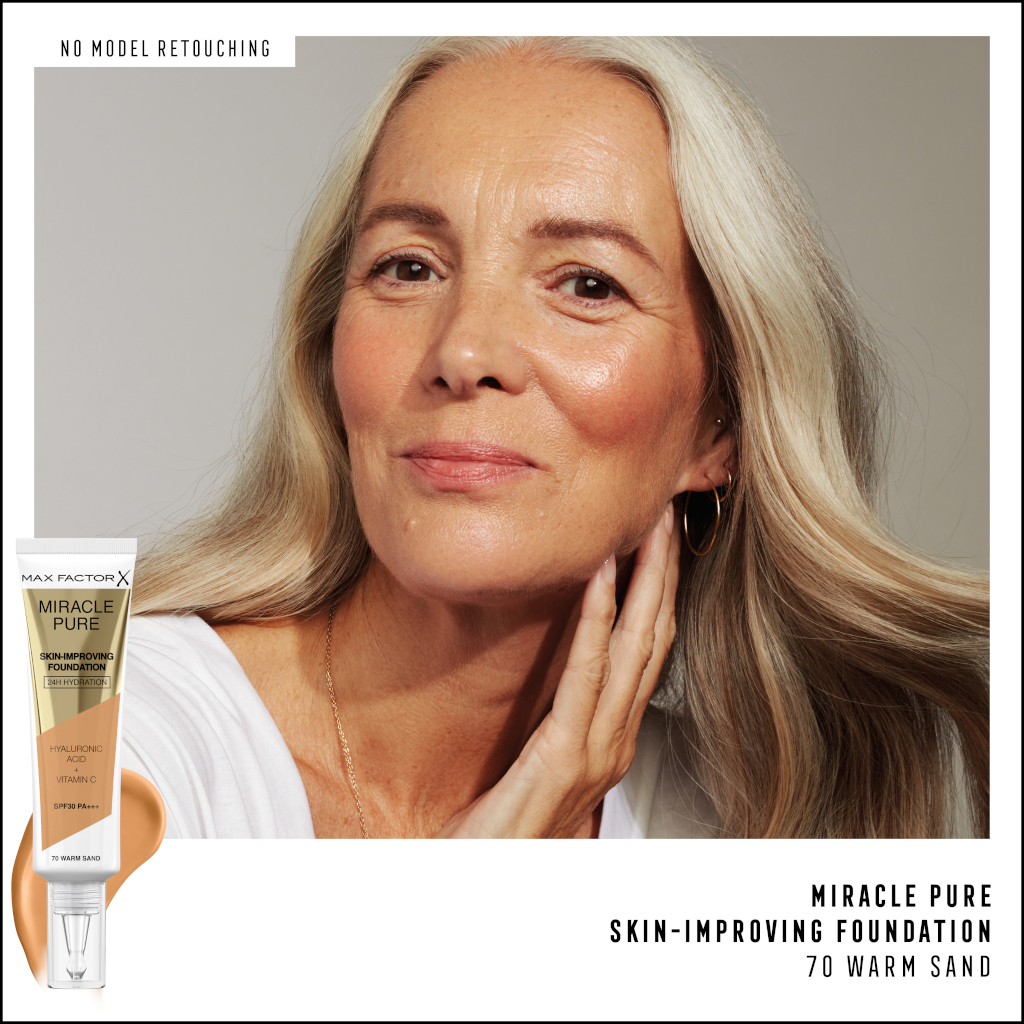 NO MODEL RETOUCHING
MAX FACTOR X
MIRACLE
PURE
SKIN-IMPROVING
FOUNDATION
24H HYDRATION
HYALURONIC
ACID
+
VITAMIN C
SPF30 PA+++
70 WARM SAND
MIRACLE PURE
SKIN-IMPROVING FOUNDATION
70 WARM SAND